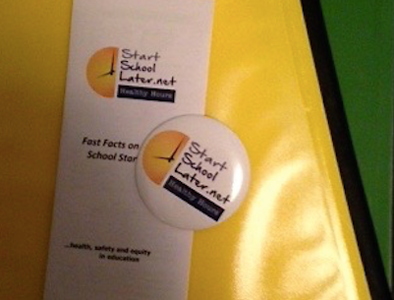 Start
School
Later.net
Healthy Hours
Fast Facts on
School Star
Start
School
Later.net
Healthy Hours
...health, safety and equity
in education